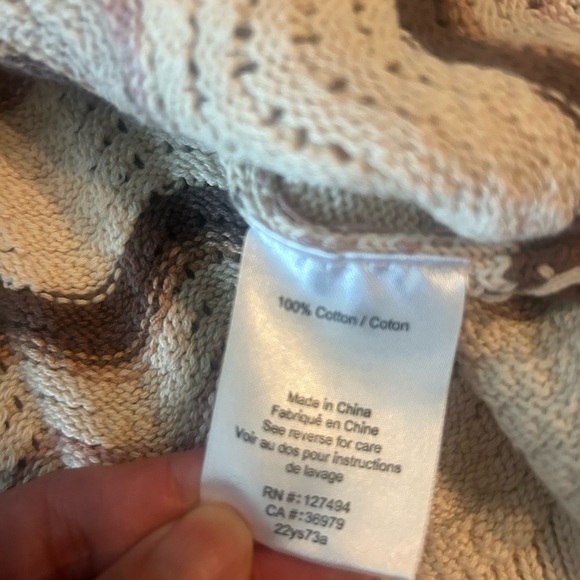 100% Cotton / Coton
Made in China
Fabriqué en Chine
See reverse for care
Voir au dos pour instructions
de lavage
RN #: 127494
CA #: 36979
22ys73a